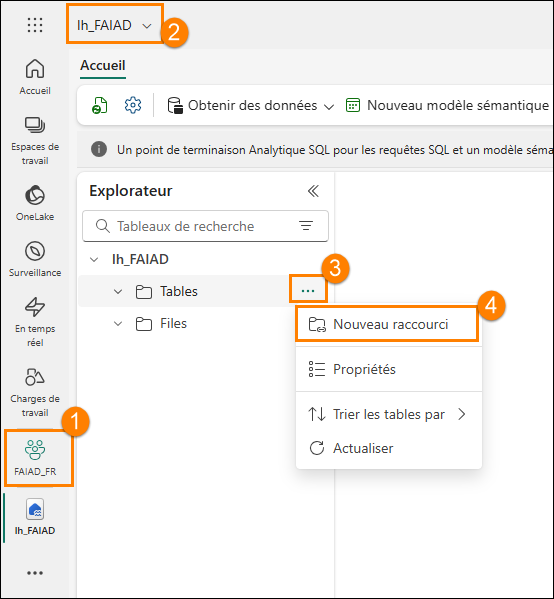 lh_FAIAD
2
Accueil
Accueil
Obtenir des données
Nouveau modèle sémantique
Espaces de
travail
Un point de terminaison Analytique SQL pour les requêtes SQL et un modèle séma
Explorateur
OneLake
Tableaux de recherche
Surveillance
lh_FAIAD
3
Tables
...
4
En temps
réel
Files
Nouveau raccourci
Propriétés
Charges de
travail
1
Trier les tables par
FAIAD_FR
Actualiser
lh_FAIAD
...